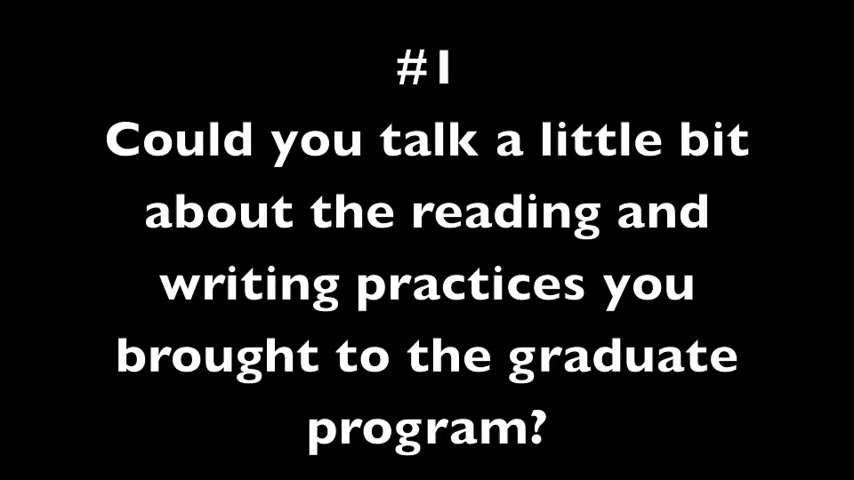 #1
Could you talk a little bit
about the reading and
writing practices you
brought to the graduate
program?